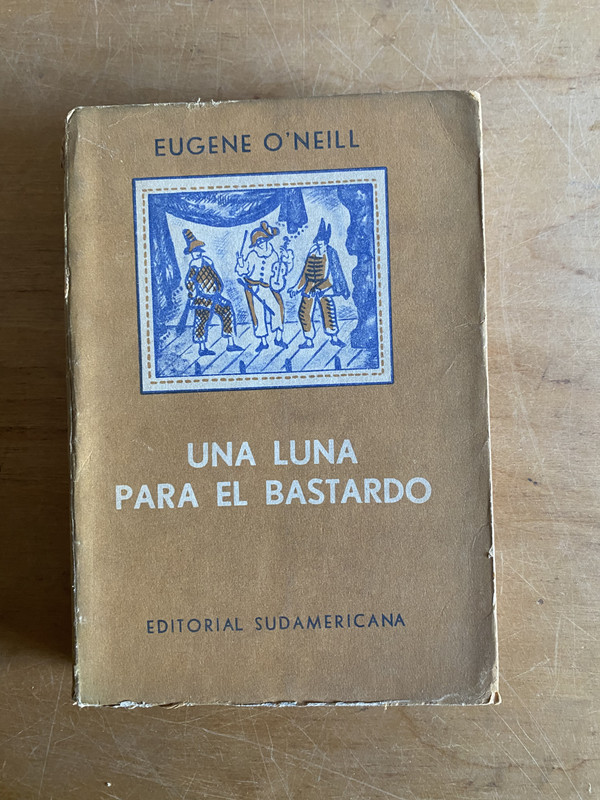 EUGENE O'NEILL
UNA LUNA
PARA EL BASTARDO
EDITORIAL SUDAMERICANA